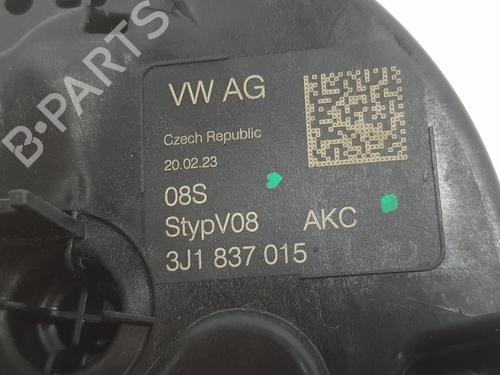 B-PARTS
VW AG
Czech Republic
20.02.23
08S
StypV08 AKC
3J1 837 015